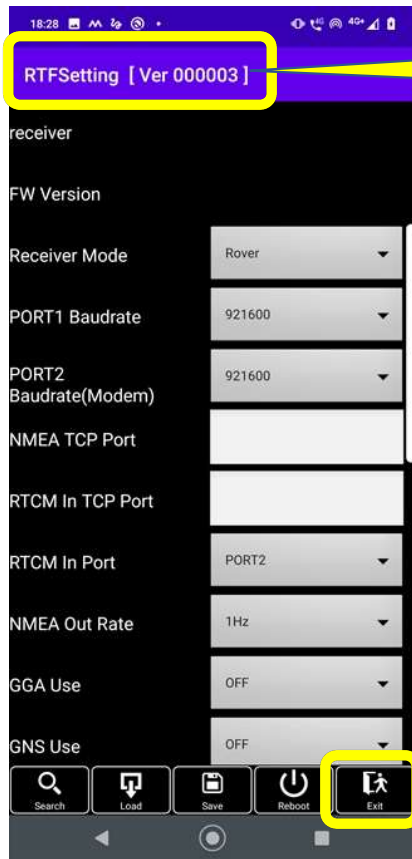 18:28
4G
4G+
RTFSetting [ Ver 000003 ]
receiver
FW Version
Receiver Mode Rover
PORT1 Baudrate 921600
PORT2
Baudrate(Modem) 921600
NMEA TCP Port
RTCM In TCP Port
RTCM In Port PORT2
NMEA Out Rate 1Hz
GGA Use OFF
GNS Use OFF
Search Load Save Reboot Exit